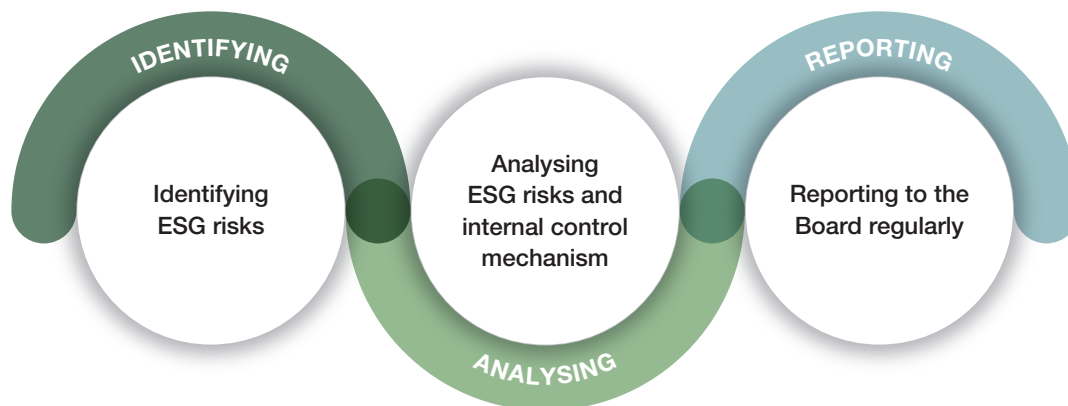 IDENTIFYING
Identifying
ESG risks
Analysing
ESG risks and
internal control
mechanism
ANALYSING
REPORTING
Reporting to the
Board regularly